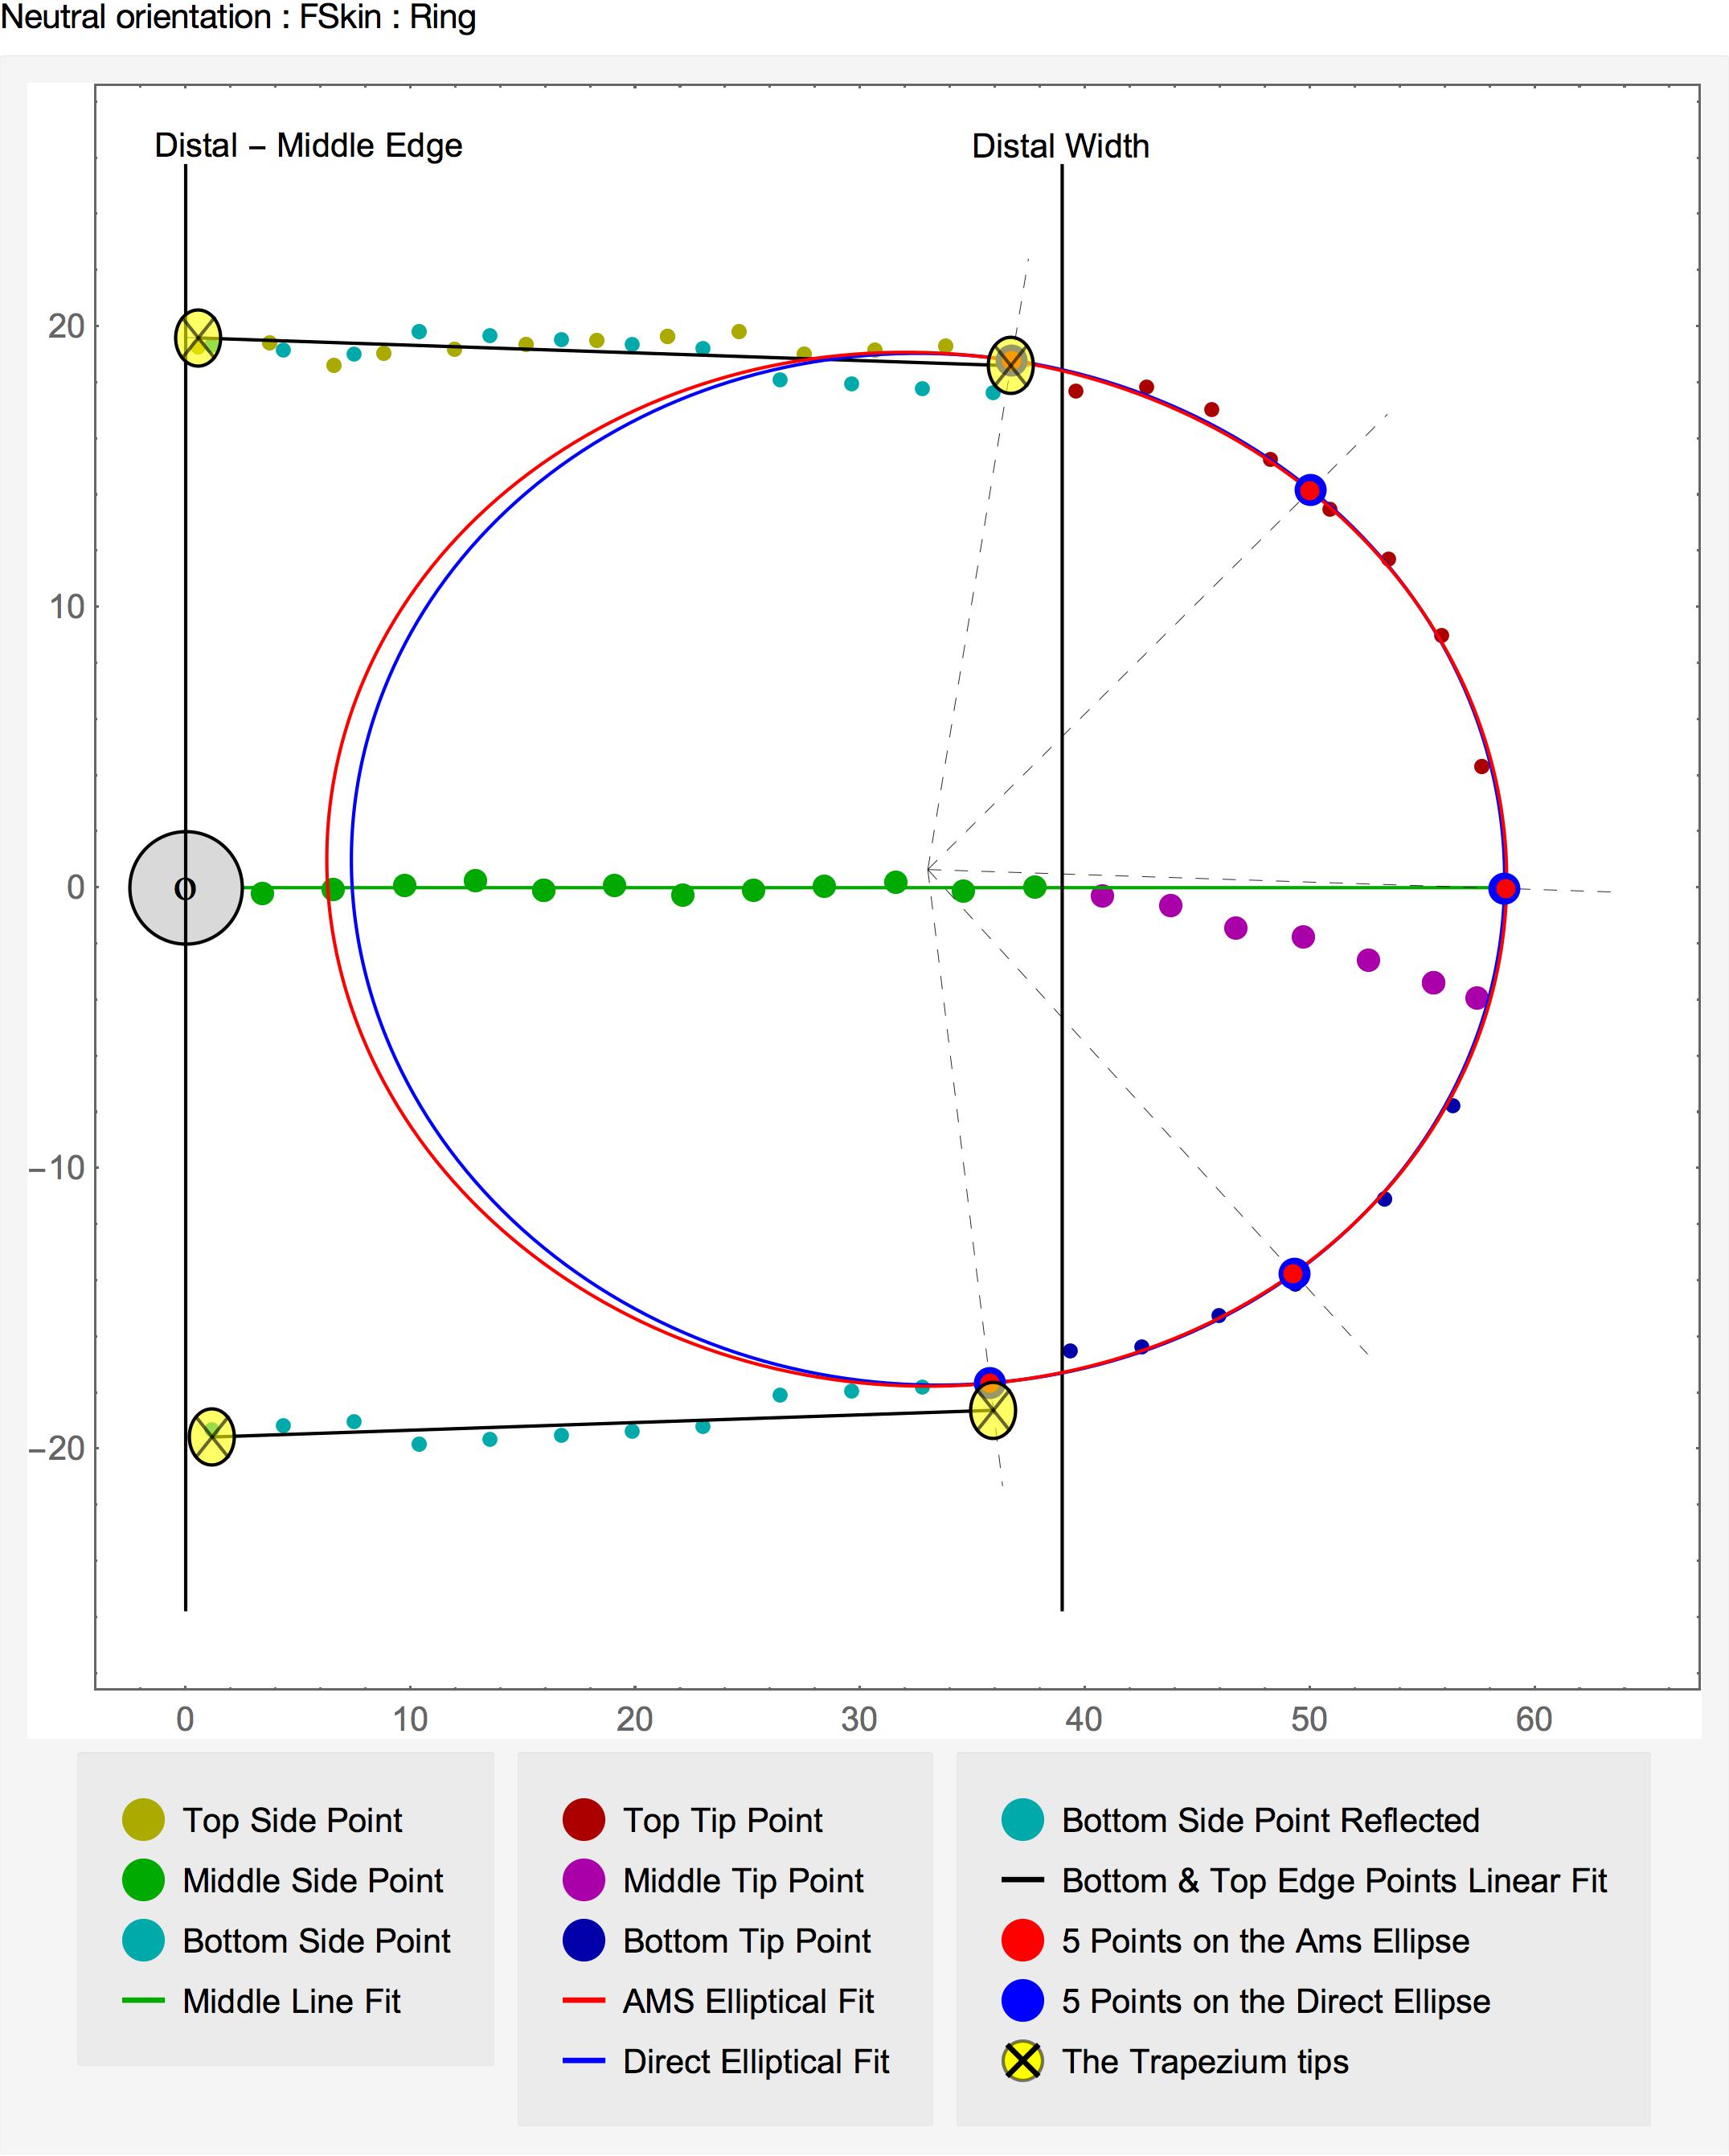 Neutral orientation : FSkin : Ring
Distal – Middle Edge
Distal Width
20
10
0
O
−10
−20
0 10 20 30 40 50 60
Top Side Point
Middle Side Point
Bottom Side Point
Middle Line Fit
Top Tip Point
Middle Tip Point
Bottom Tip Point
AMS Elliptical Fit
Direct Elliptical Fit
Bottom Side Point Reflected
Bottom & Top Edge Points Linear Fit
5 Points on the Ams Ellipse
5 Points on the Direct Ellipse
The Trapezium tips